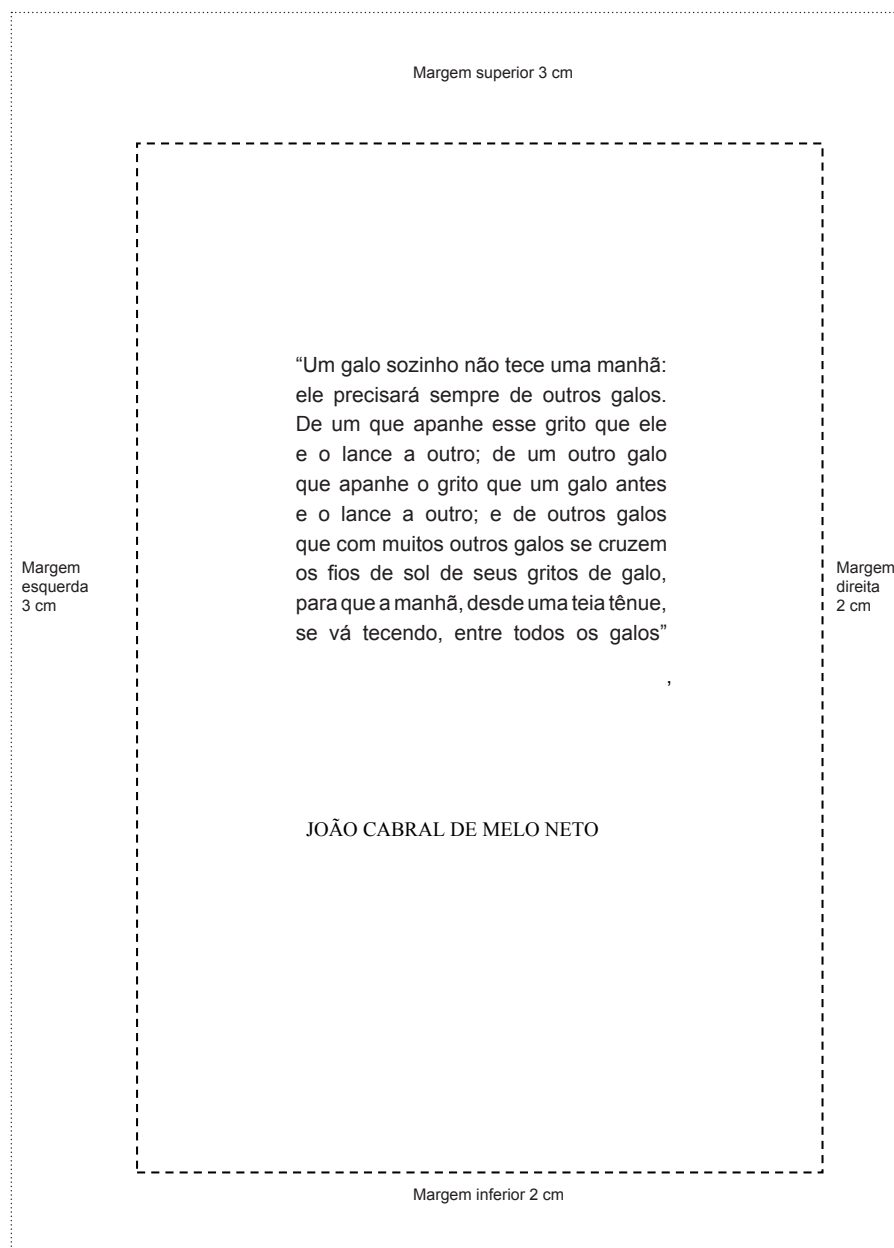 Margem superior 3 cm
“Um galo sozinho não tece uma manhã:
ele precisará sempre de outros galos.
De um que apanhe esse grito que ele
e o lance a outro; de um outro galo
que apanhe o grito que um galo antes
e o lance a outro; e de outros galos
que com muitos outros galos se cruzem
os fios de sol de seus gritos de galo,
para que a manhã, desde uma teia tênue,
se vá tecendo, entre todos os galos”
,
Margem
esquerda
3 cm
Margem
direita
2 cm
JOÃO CABRAL DE MELO NETO
Margem inferior 2 cm